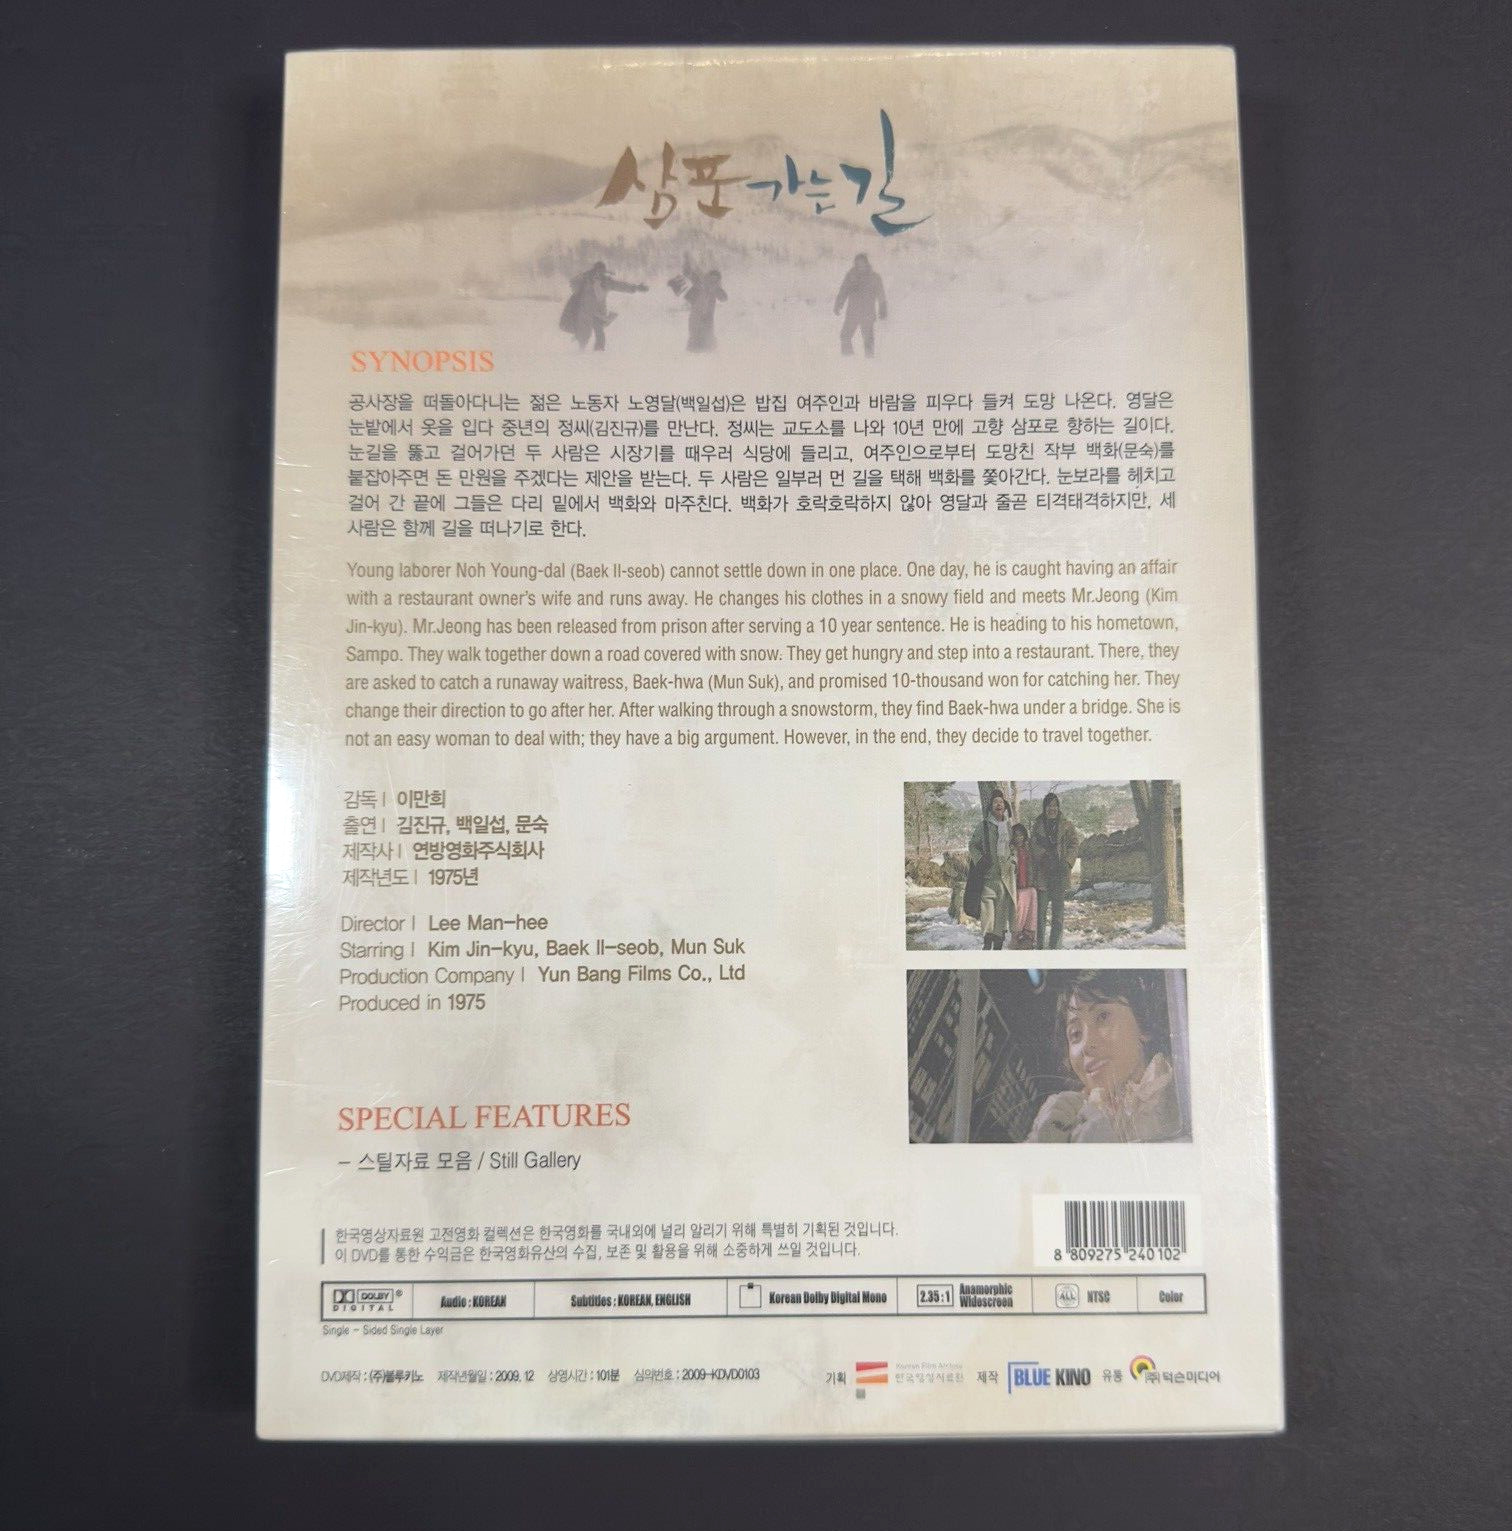 삼포 가는 길
SYNOPSIS
공사장을 떠돌아다니는 젊은 노동자 노영달(백일섭)은 밥집 여주인과 바람을 피우다 들켜 도망 나온다. 영달은
눈밭에서 옷을 입다 중년의 정씨(김진규)를 만난다. 정씨는 교도소를 나와 10년 만에 고향 삼포로 향하는 길이다.
눈길을 뚫고 걸어가던 두 사람은 시장기를 때우러 식당에 들리고, 여주인으로부터 도망친 작부 백화(문숙)를
붙잡아주면 돈 만원을 주겠다는 제안을 받는다. 두 사람은 일부러 먼 길을 택해 백화를 쫓아간다. 눈보라를 헤치고
걸어 간 끝에 그들은 다리 밑에서 백화와 마주친다. 백화가 호락호락하지 않아 영달과 줄곧 티격태격하지만, 세
사람은 함께 길을 떠나기로 한다.
Young laborer Noh Young-dal (Baek Il-seob) cannot settle down in one place. One day, he is caught having an affair
with a restaurant owner's wife and runs away. He changes his clothes in a snowy field and meets Mr.Jeong (Kim
Jin-kyu). Mr.Jeong has been released from prison after serving a 10 year sentence. He is heading to his hometown,
Sampo. They walk together down a road covered with snow. They get hungry and step into a restaurant. There, they
are asked to catch a runaway waitress, Baek-hwa (Mun Suk), and promised 10-thousand won for catching her. They
change their direction to go after her. After walking through a snowstorm, they find Baek-hwa under a bridge. She is
not an easy woman to deal with; they have a big argument. However, in the end, they decide to travel together.
감독 | 이만희
출연 | 김진규, 백일섭, 문숙
제작사 | 연방영화주식회사
제작년도 | 1975년
Director | Lee Man-hee
Starring | Kim Jin-kyu, Baek Il-seob, Mun Suk
Production Company | Yun Bang Films Co., Ltd
Produced in 1975
SPECIAL FEATURES
- 스틸자료 모음 / Still Gallery
한국영상자료원 고전영화 컬렉션은 한국영화를 국내외에 널리 알리기 위해 특별히 기획된 것입니다.
이 DVD를 통한 수익금은 한국영화유산의 수집, 보존 및 활용을 위해 소중하게 쓰일 것입니다.
8 809275 240102
DOLBY DIGITAL ® Audio : KOREAN Subtitles : KOREAN, ENGLISH Korean Dolby Digital Mono 2.35:1 Anamorphic Widescreen ALL NTSC Color
Single - Sided Single Layer
DVD제작 : (주)블루키노 제작년월일 : 2009. 12 상영시간 : 101분 심의번호 : 2009-KDVD0103 기획 Korean Film Archive 한국영상자료원 제작 BLUE KINO 유통 (주)덕슨미디어